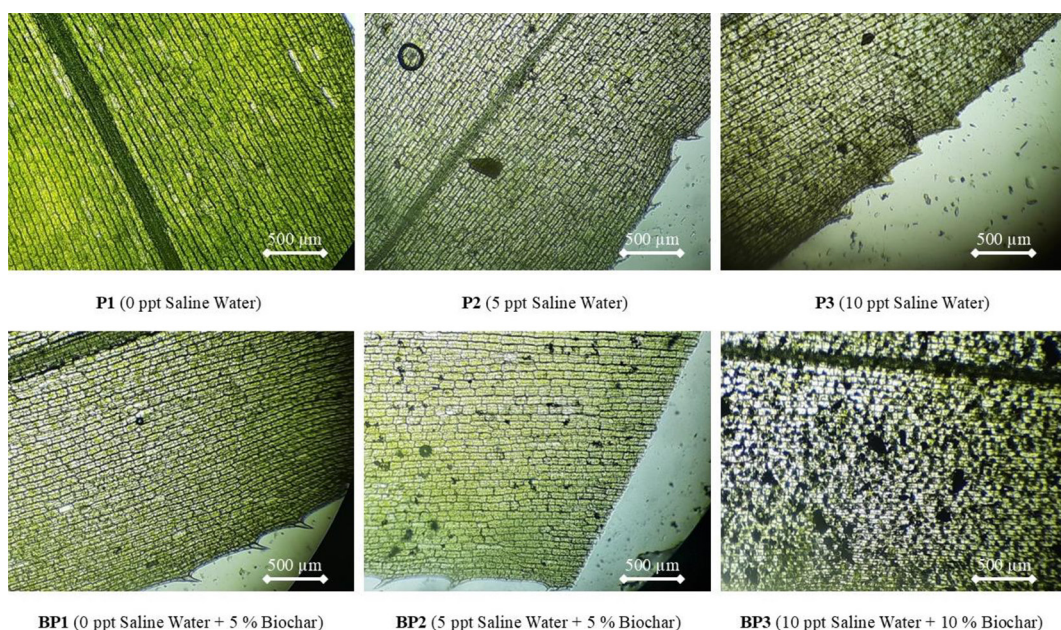 500 µm
500 µm
500 µm
P1 (0 ppt Saline Water)
P2 (5 ppt Saline Water)
P3 (10 ppt Saline Water)
500 µm
500 µm
500 µm
BP1 (0 ppt Saline Water + 5 % Biochar)
BP2 (5 ppt Saline Water + 5 % Biochar)
BP3 (10 ppt Saline Water + 10 % Biochar)